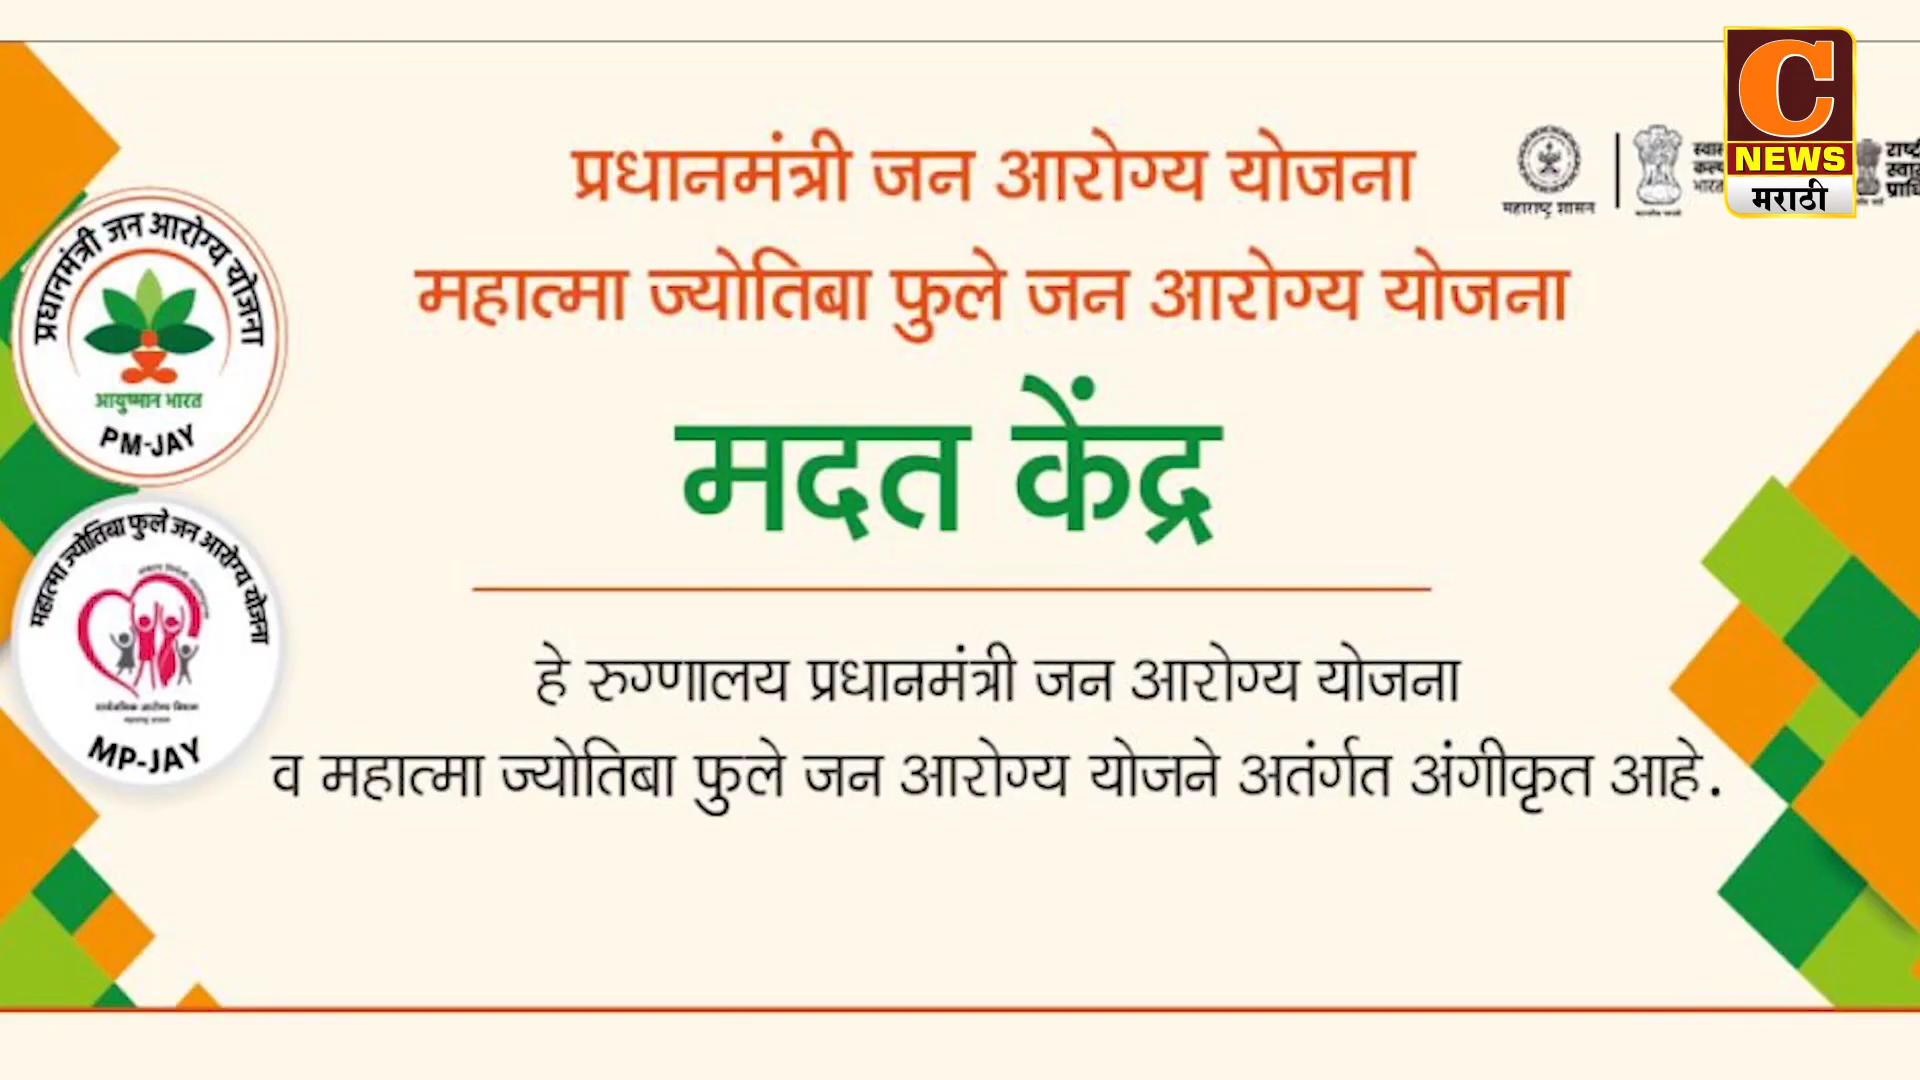 प्रधानमंत्री जन आरोग्य योजना
महात्मा ज्योतिबा फुले जन आरोग्य योजना
मदत केंद्र
हे रुग्णालय प्रधानमंत्री जन आरोग्य योजना
व महात्मा ज्योतिबा फुले जन आरोग्य योजने अतंर्गत अंगीकृत आहे.
प्रधानमंत्री जन आरोग्य योजना
आयुष्मान भारत
PM-JAY
महात्मा ज्योतिबा फुले जन आरोग्य योजना
MP-JAY
महाराष्ट्र शासन
C
NEWS
मराठी